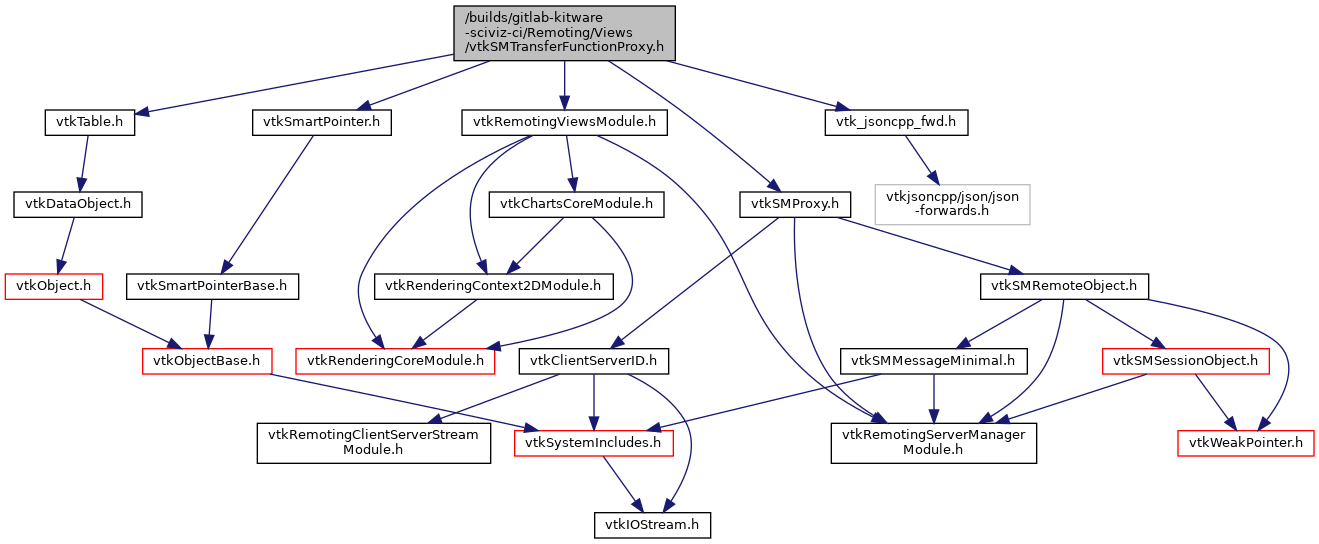 /builds/gitlab-kitware
-sciviz-ci/Remoting/Views
/vtkSMTransferFunctionProxy.h
vtkTable.h
vtkSmartPointer.h
vtkRemotingViewsModule.h
vtk_jsoncpp_fwd.h
vtkDataObject.h
vtkChartsCoreModule.h
vtkSMProxy.h
vtkjsoncpp/json/json
-forwards.h
vtkObject.h
vtkSmartPointerBase.h
vtkRenderingContext2DModule.h
vtkSMRemoteObject.h
vtkObjectBase.h
vtkRenderingCoreModule.h
vtkClientServerID.h
vtkSMMessageMinimal.h
vtkSMSessionObject.h
vtkRemotingClientServerStream
Module.h
vtkSystemIncludes.h
vtkRemotingServerManager
Module.h
vtkWeakPointer.h
vtkIOStream.h